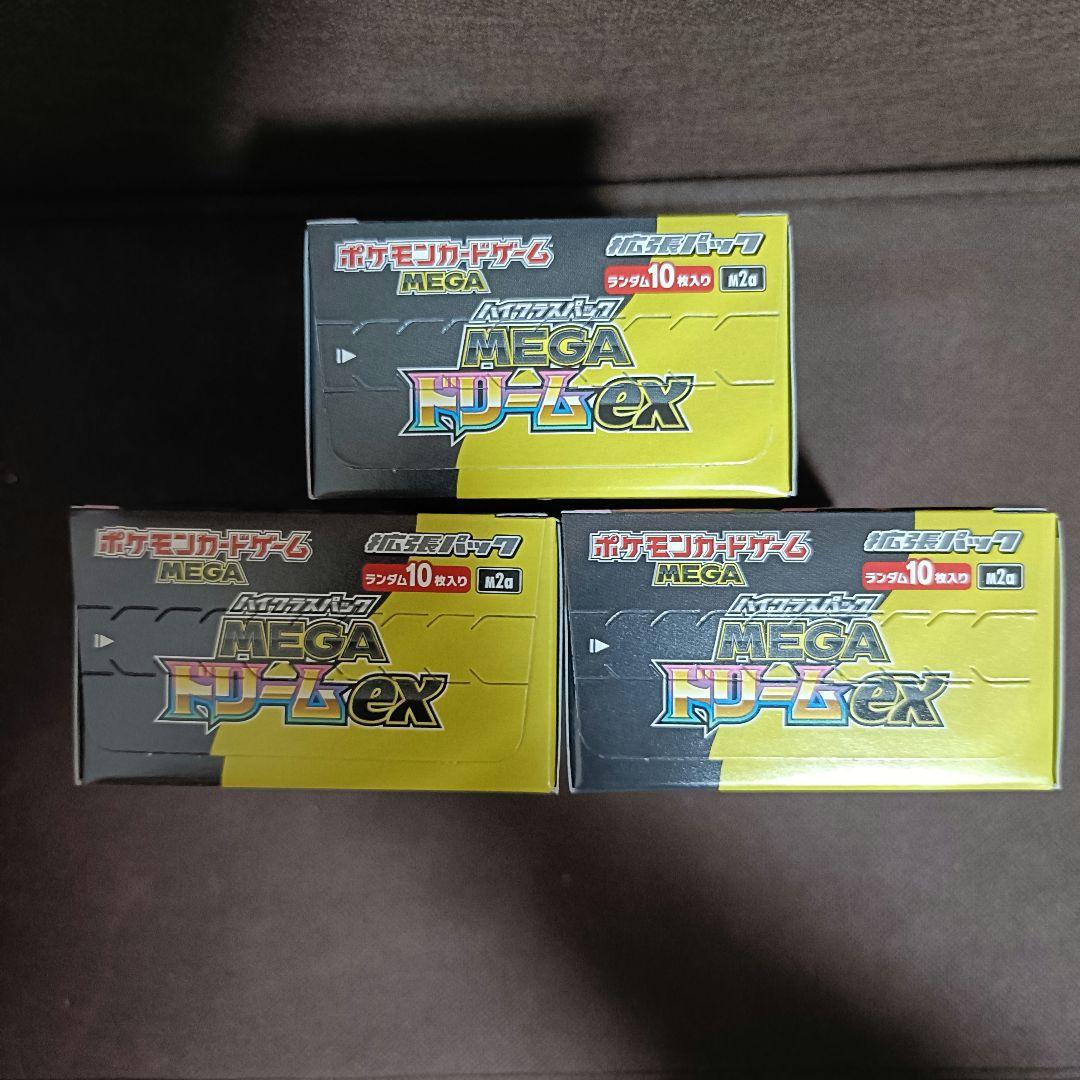 ポケモンカードゲーム
MEGA
拡張パック
ランダム10枚入り
M2a
ハイクラスパック
MEGA
ドリームex
ポケモンカードゲーム
MEGA
拡張パック
ランダム10枚入り
M2a
ハイクラスパック
MEGA
ドリームex
ポケモンカードゲーム
MEGA
拡張パック
ランダム10枚入り
M2a
ハイクラスパック
MEGA
ドリームex